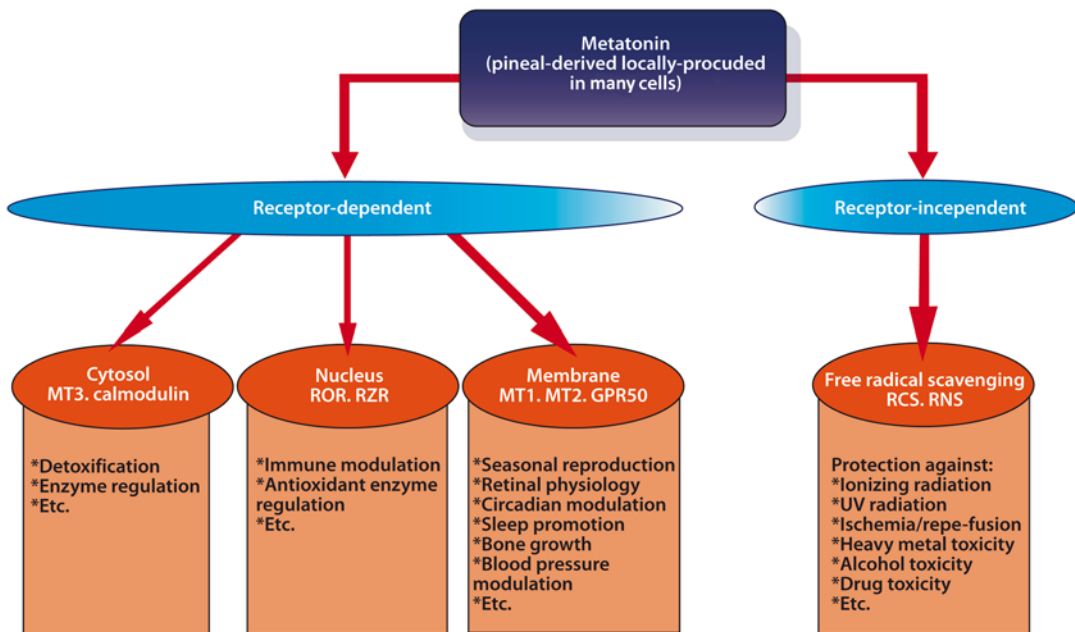 Metatonin
(pineal-derived locally-procuded
in many cells)
Receptor-dependent
Receptor-incependent
Cytosol
MT3. calmodulin
Nucleus
ROR. RZR
Membrane
MT1. MT2. GPR50
Free radical scavenging
RCS. RNS
*Detoxification
*Enzyme regulation
*Etc.
*Immune modulation
*Antioxidant enzyme
regulation
*Etc.
*Seasonal reproduction
*Retinal physiology
*Circadian modulation
*Sleep promotion
*Bone growth
*Blood pressure
modulation
*Etc.
Protection against:
*Ionizing radiation
*UV radiation
*Ischemia/repe-fusion
*Heavy metal toxicity
*Alcohol toxicity
*Drug toxicity
*Etc.